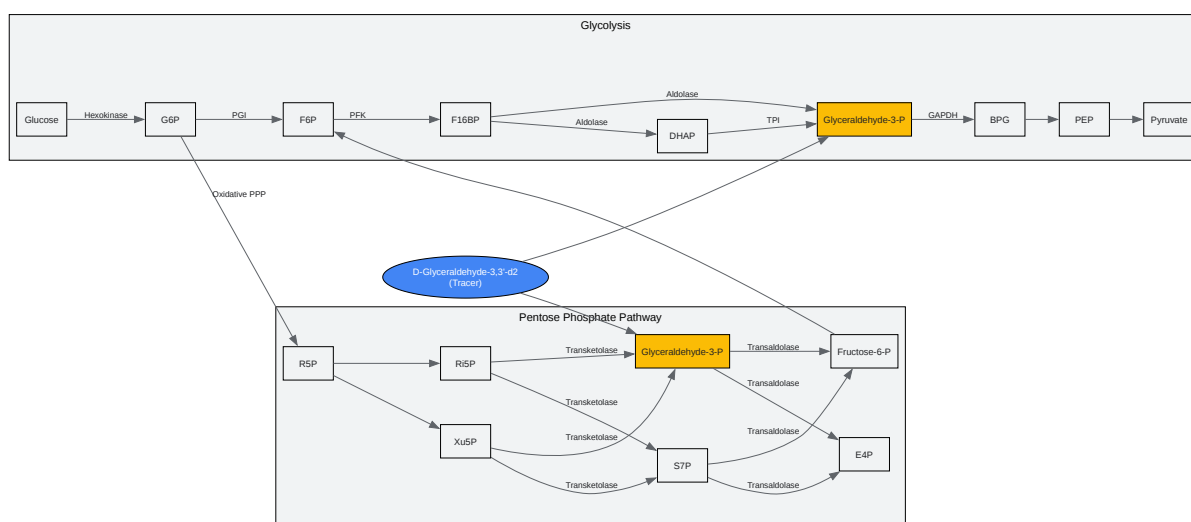 Glycolysis
Aldolase
Glucose
Hexokinase
G6P
PGI
F6P
PFK
F16BP
Aldolase
DHAP
TPI
Glyceraldehyde-3-P
GAPDH
BPG
PEP
Pyruvate
Oxidative PPP
D-Glyceraldehyde-3,3'-d2
(Tracer)
Pentose Phosphate Pathway
R5P
Ri5P
Transketolase
Glyceraldehyde-3-P
Transaldolase
Fructose-6-P
Transaldolase
Transketolase
Xu5P
Transketolase
Transaldolase
S7P
E4P
Transketolase
Transaldolase